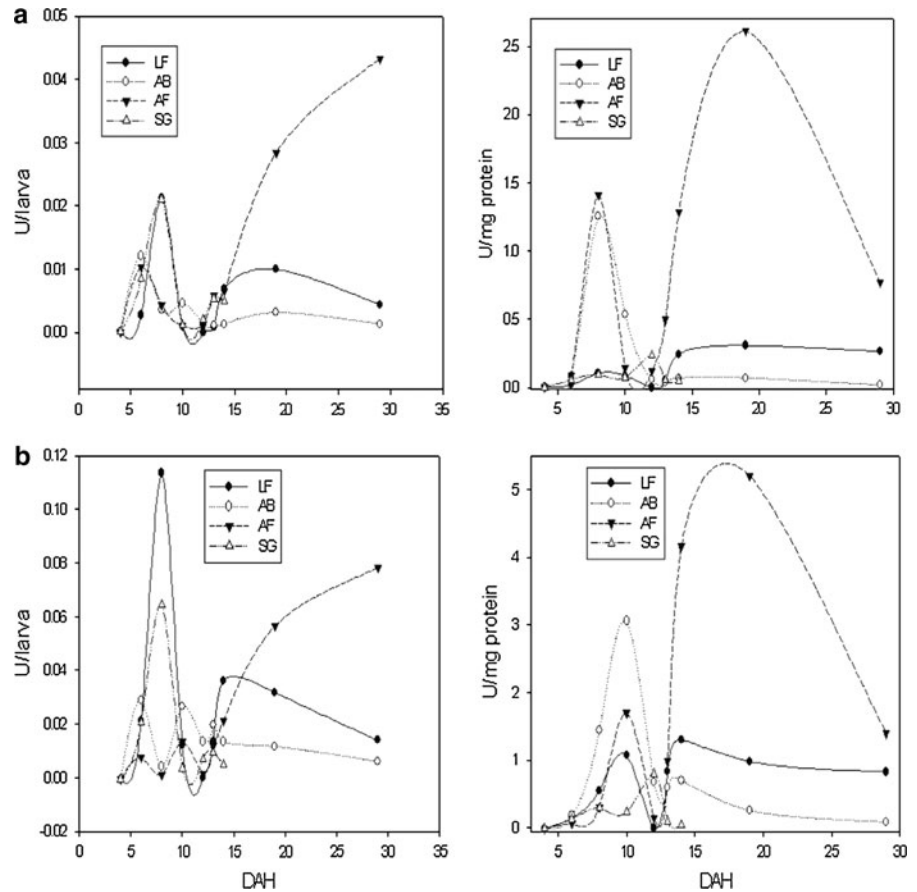 a
0.05
0.04
0.03
0.02
0.01
0.00
U/larva
LF
AB
AF
SG
0 5 10 15 20 25 30 35
25
20
15
10
05
00
U/mg protein
LF
AB
AF
SG
5 10 15 20 25 30
b
0.12
0.10
0.08
0.06
0.04
0.02
0.00
-0.02
U/larva
LF
AB
AF
SG
0 5 10 15 20 25 30 35
DAH
5
4
3
2
1
0
U/mg protein
LF
AB
AF
SG
5 10 15 20 25 30
DAH